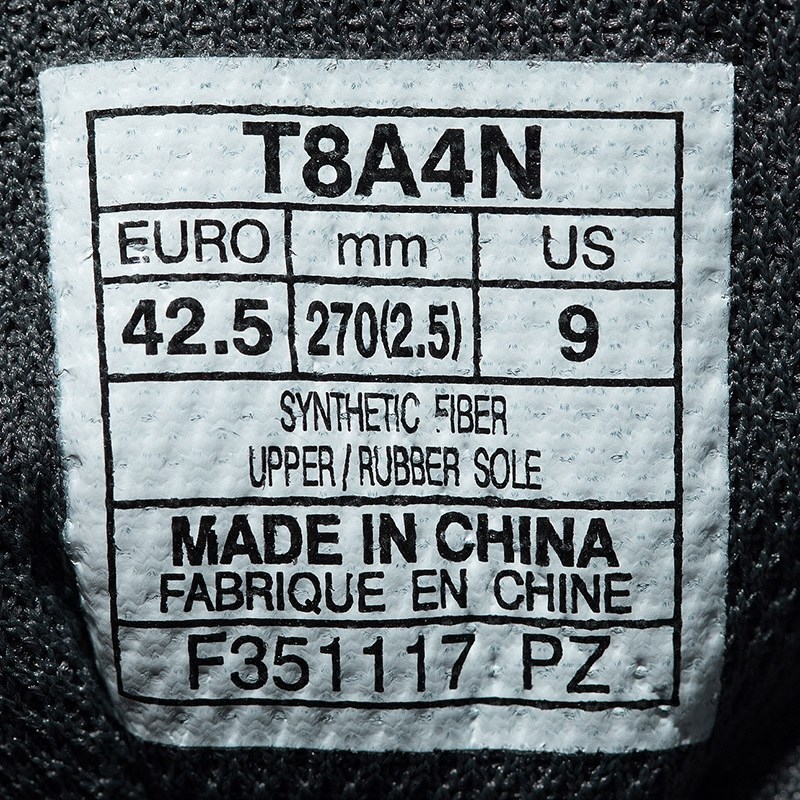 T8A4N
EURO mm US
42.5 270(2.5) 9
SYNTHETIC FIBER
UPPER / RUBBER SOLE
MADE IN CHINA
FABRIQUE EN CHINE
F351117 PZ